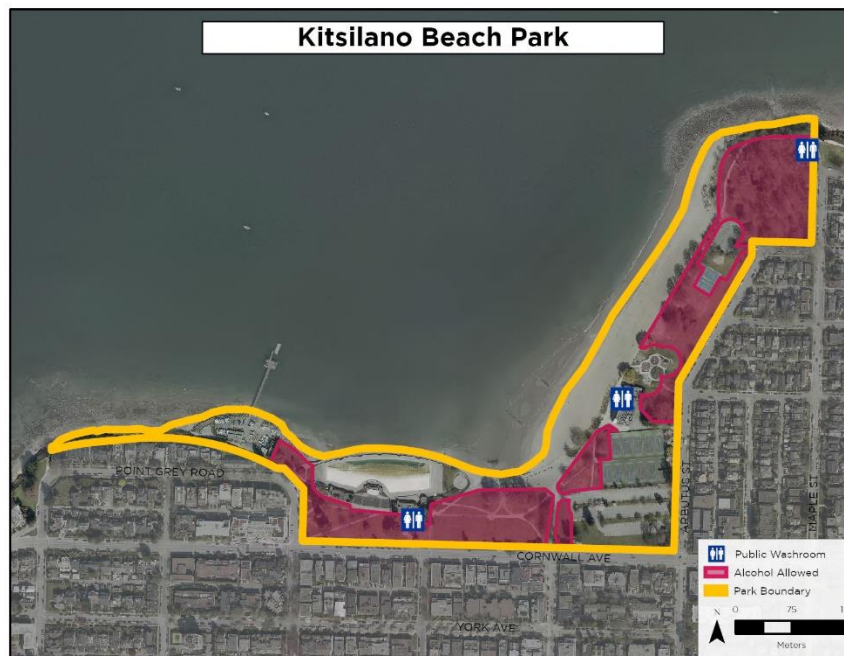 Kitsilano Beach Park
POINT GREY ROAD
CORNWALL AVE
YORK AVE
ARBUTUS ST
MAPLE ST
Public Washroom
Alcohol Allowed
Park Boundary
N
0 75
Meters